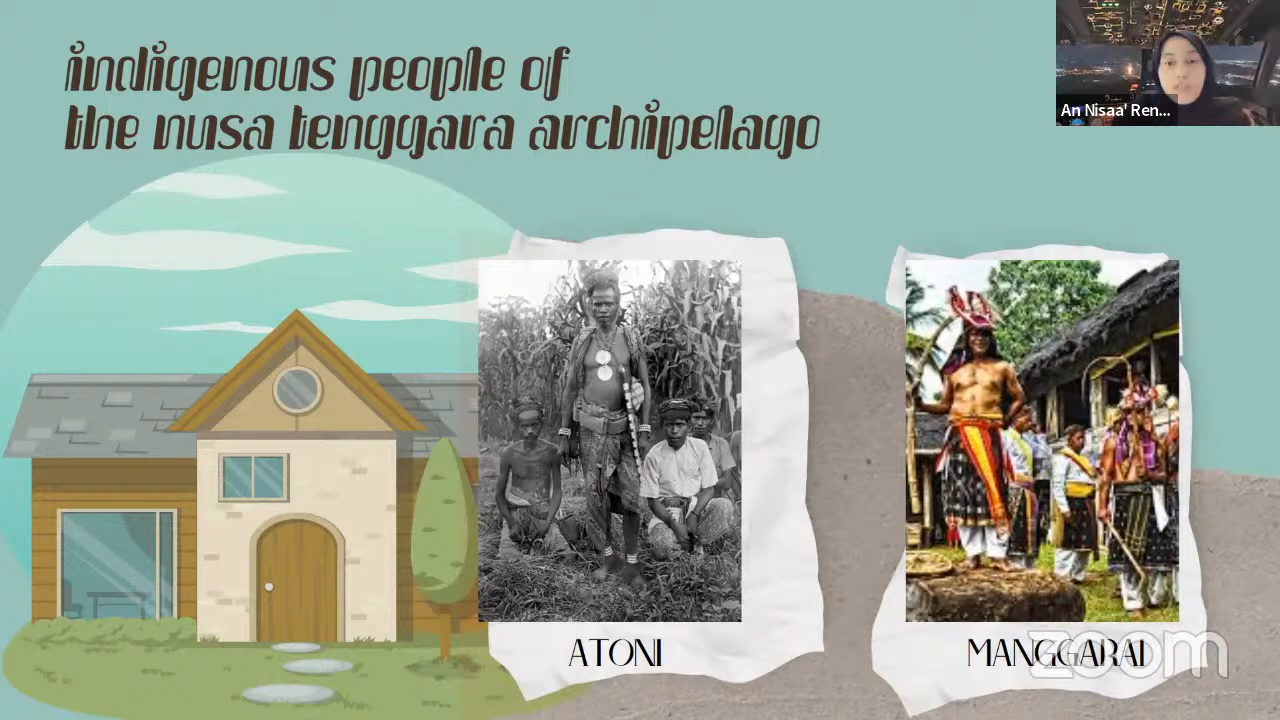 indigenous people of
the nusa tenggara archipelago
An Nisaa' Ren...
ATONI
MANGGARAI
zoom